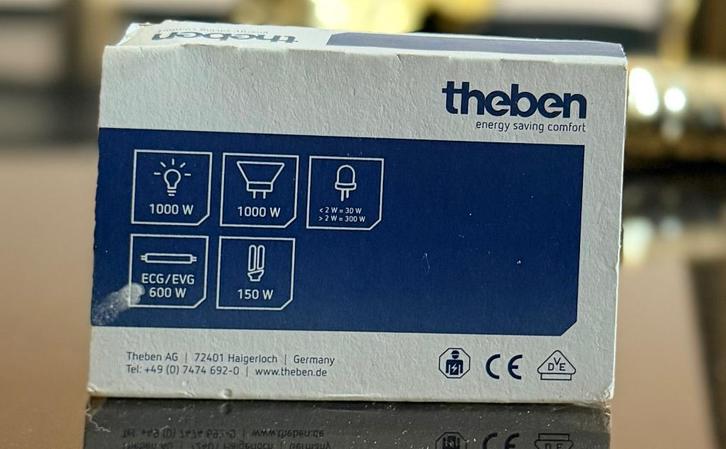 theben
theben
energy saving comfort
1000 W
1000 W
< 2 W = 30 W
> 2 W = 300 W
ECG/EVG
600 W
150 W
Theben AG | 72401 Haigerloch | Germany
Tel: +49 (0) 7474 692-0 | www.theben.de
CE
DVE